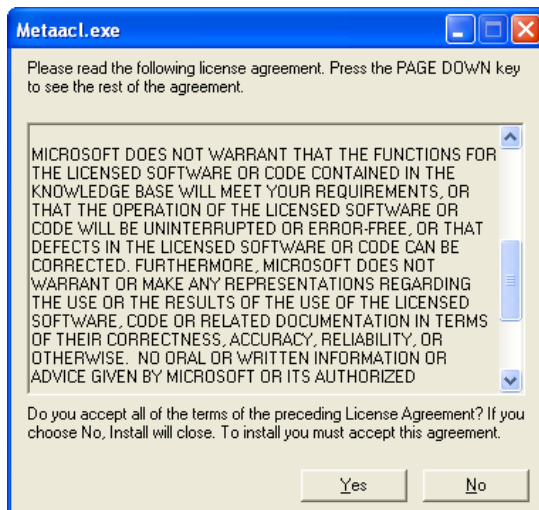 Metaacl.exe
Please read the following license agreement. Press the PAGE DOWN key
to see the rest of the agreement.
MICROSOFT DOES NOT WARRANT THAT THE FUNCTIONS FOR
THE LICENSED SOFTWARE OR CODE CONTAINED IN THE
KNOWLEDGE BASE WILL MEET YOUR REQUIREMENTS, OR
THAT THE OPERATION OF THE LICENSED SOFTWARE OR
CODE WILL BE UNINTERRUPTED OR ERROR-FREE, OR THAT
DEFECTS IN THE LICENSED SOFTWARE OR CODE CAN BE
CORRECTED. FURTHERMORE, MICROSOFT DOES NOT
WARRANT OR MAKE ANY REPRESENTATIONS REGARDING
THE USE OR THE RESULTS OF THE USE OF THE LICENSED
SOFTWARE, CODE OR RELATED DOCUMENTATION IN TERMS
OF THEIR CORRECTNESS, ACCURACY, RELIABILITY, OR
OTHERWISE.  NO ORAL OR WRITTEN INFORMATION OR
ADVICE GIVEN BY MICROSOFT OR ITS AUTHORIZED
Do you accept all of the terms of the preceding License Agreement? If you
choose No, Install will close. To install you must accept this agreement.
Yes No